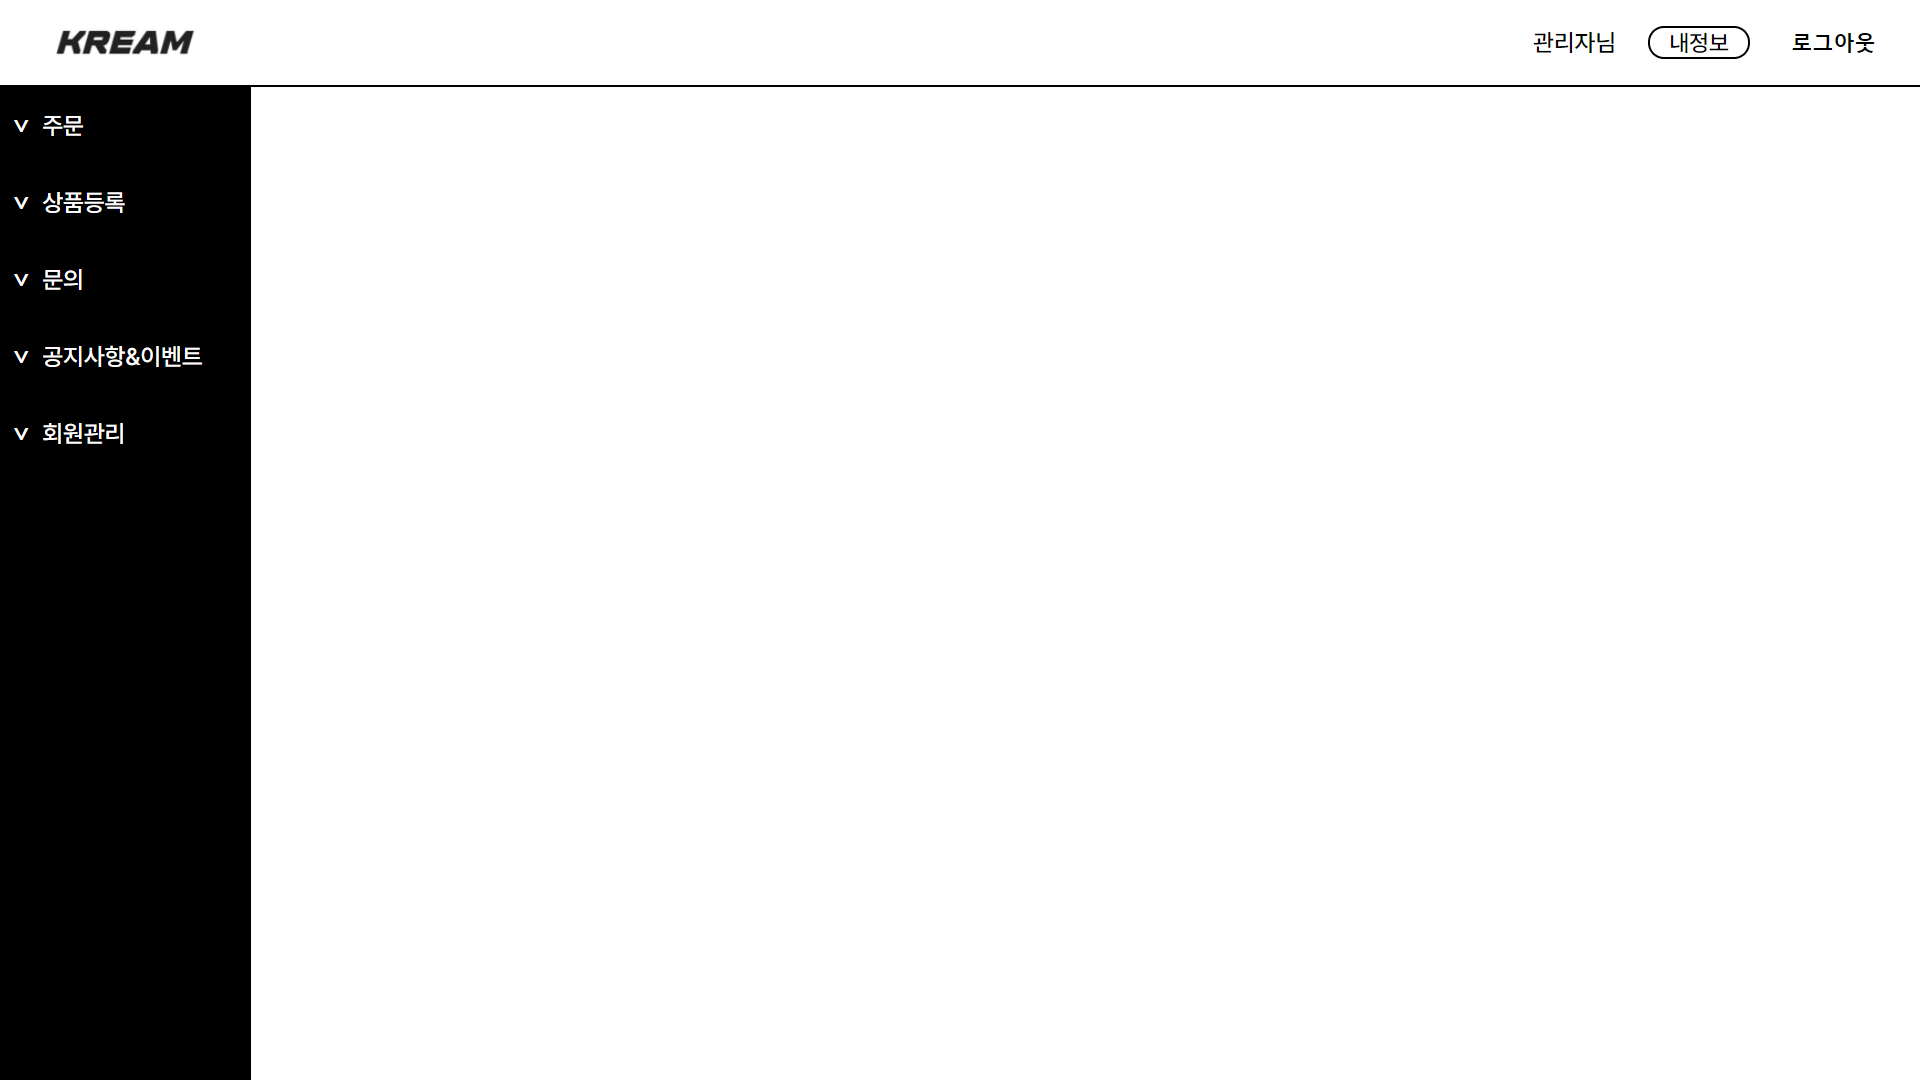 KREAM
관리자님 내정보 로그아웃
∨ 주문
∨ 상품등록
∨ 문의
∨ 공지사항&이벤트
∨ 회원관리